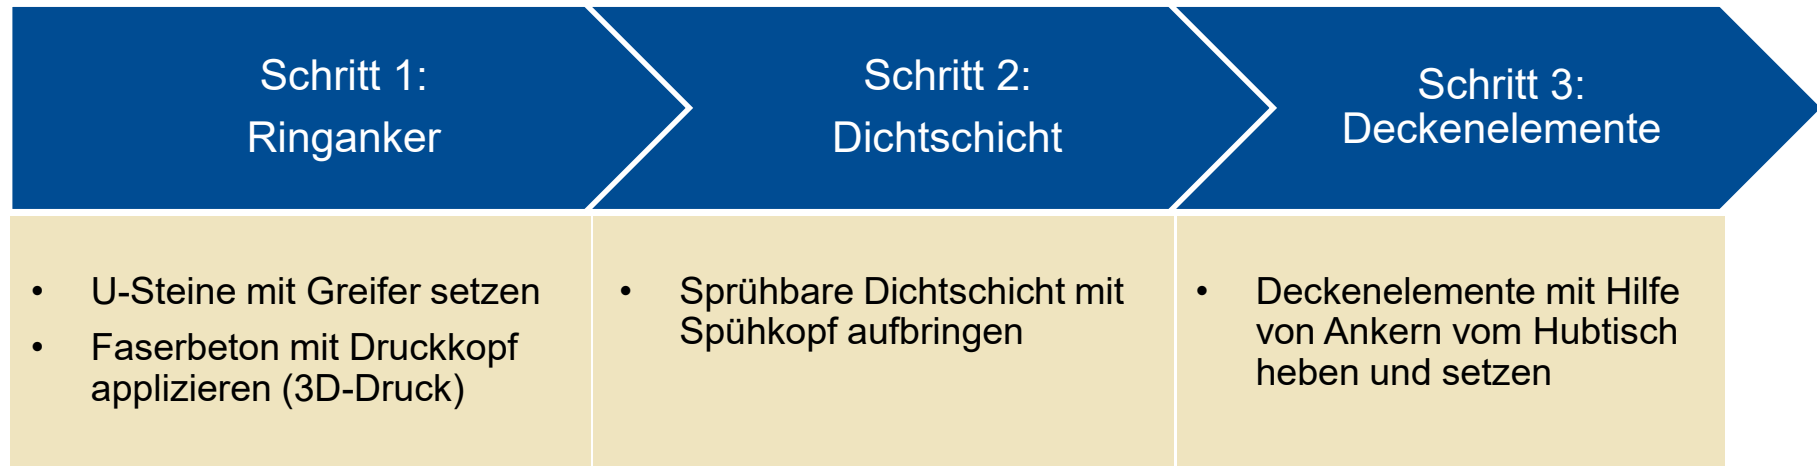 Schritt 1:
Ringanker
Schritt 2:
Dichtschicht
Schritt 3:
Deckenelemente
• U-Steine mit Greifer setzen
• Faserbeton mit Druckkopf
applizieren (3D-Druck)
• Sprühbare Dichtschicht mit
Spühkopf aufbringen
• Deckenelemente mit Hilfe
von Ankern vom Hubtisch
heben und setzen